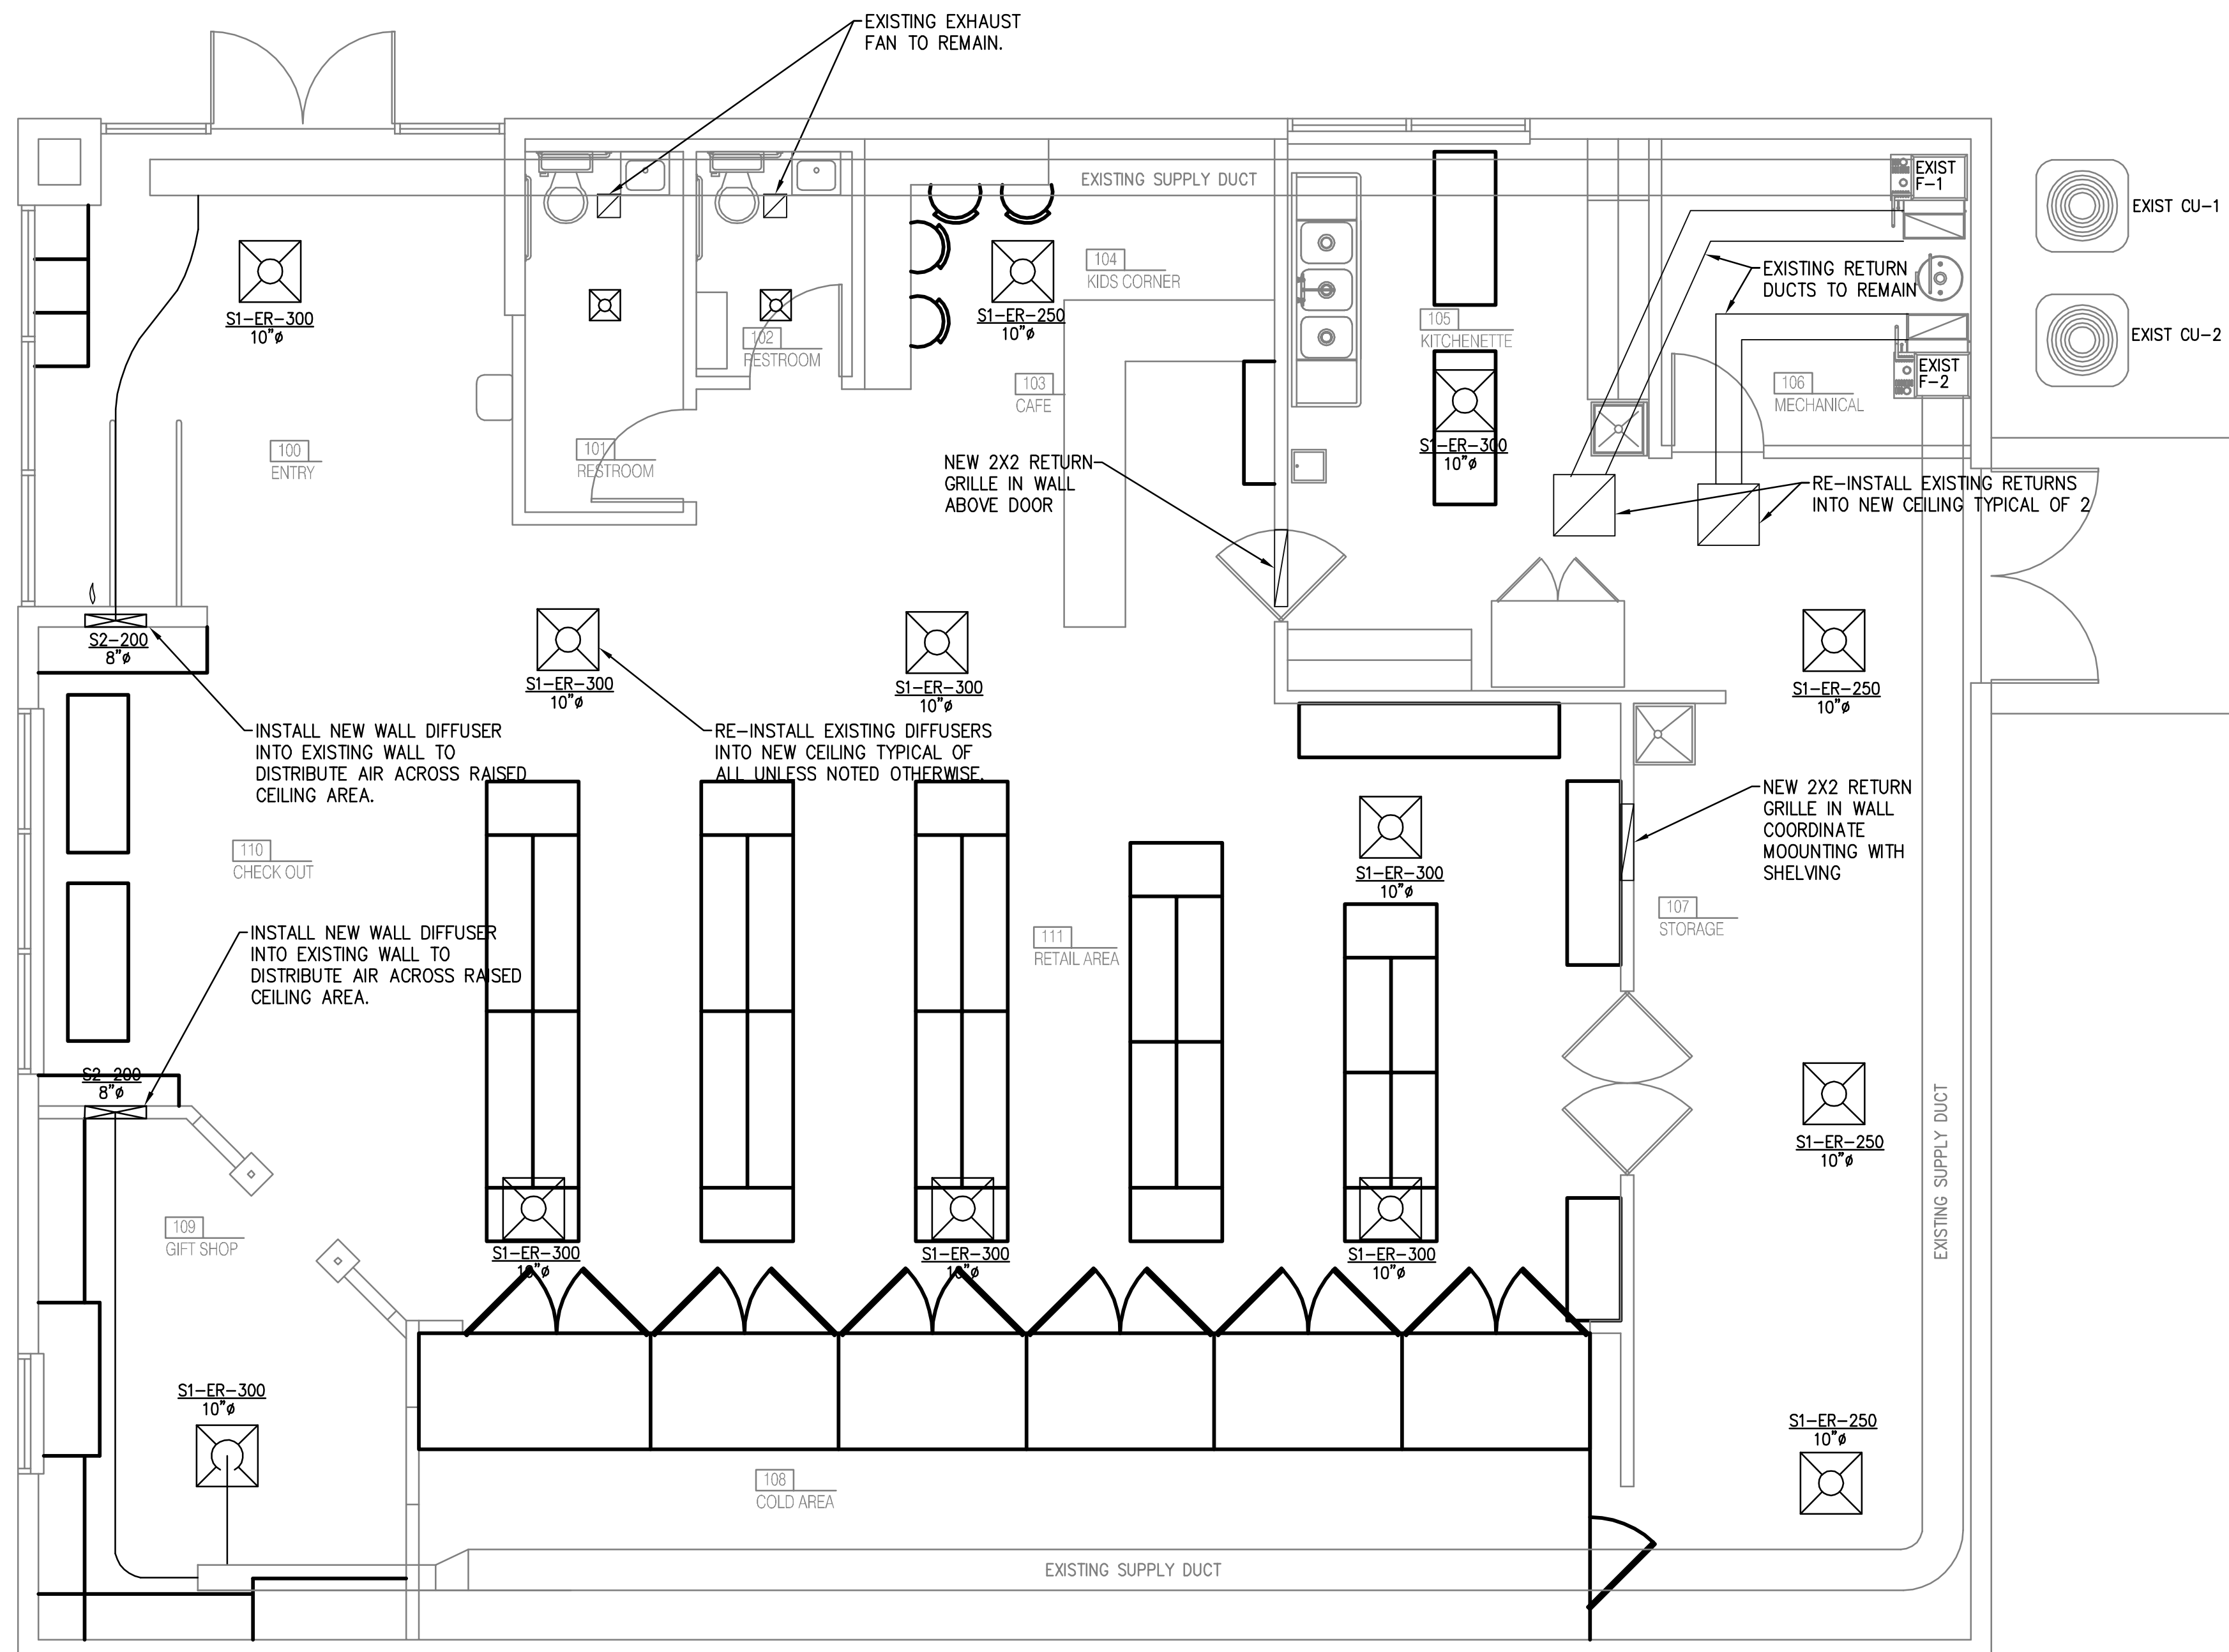 EXISTING EXHAUST
FAN TO REMAIN.
EXISTING SUPPLY DUCT
EXIST
F-1
EXIST CU-1
S1-ER-300
10"ø
S1-ER-250
10"ø
104
KIDS CORNER
EXISTING RETURN
DUCTS TO REMAIN
102
RESTROOM
105
KITCHENETTE
EXIST CU-2
EXIST
F-2
103
CAFE
106
MECHANICAL
100
ENTRY
101
RESTROOM
S1-ER-300
10"ø
NEW 2X2 RETURN
GRILLE IN WALL
ABOVE DOOR
RE-INSTALL EXISTING RETURNS
INTO NEW CEILING TYPICAL OF 2
S2-200
8"ø
S1-ER-300
10"ø
S1-ER-300
10"ø
S1-ER-250
10"ø
INSTALL NEW WALL DIFFUSER
INTO EXISTING WALL TO
DISTRIBUTE AIR ACROSS RAISED
CEILING AREA.
RE-INSTALL EXISTING DIFFUSERS
INTO NEW CEILING TYPICAL OF
ALL UNLESS NOTED OTHERWISE.
NEW 2X2 RETURN
GRILLE IN WALL
COORDINATE
MOOUNTING WITH
SHELVING
110
CHECK OUT
S1-ER-300
10"ø
107
STORAGE
INSTALL NEW WALL DIFFUSER
INTO EXISTING WALL TO
DISTRIBUTE AIR ACROSS RAISED
CEILING AREA.
111
RETAIL AREA
S2-200
8"ø
S1-ER-250
10"ø
EXISTING SUPPLY DUCT
109
GIFT SHOP
S1-ER-300
10"ø
S1-ER-300
10"ø
S1-ER-300
10"ø
S1-ER-300
10"ø
S1-ER-250
10"ø
108
COLD AREA
EXISTING SUPPLY DUCT